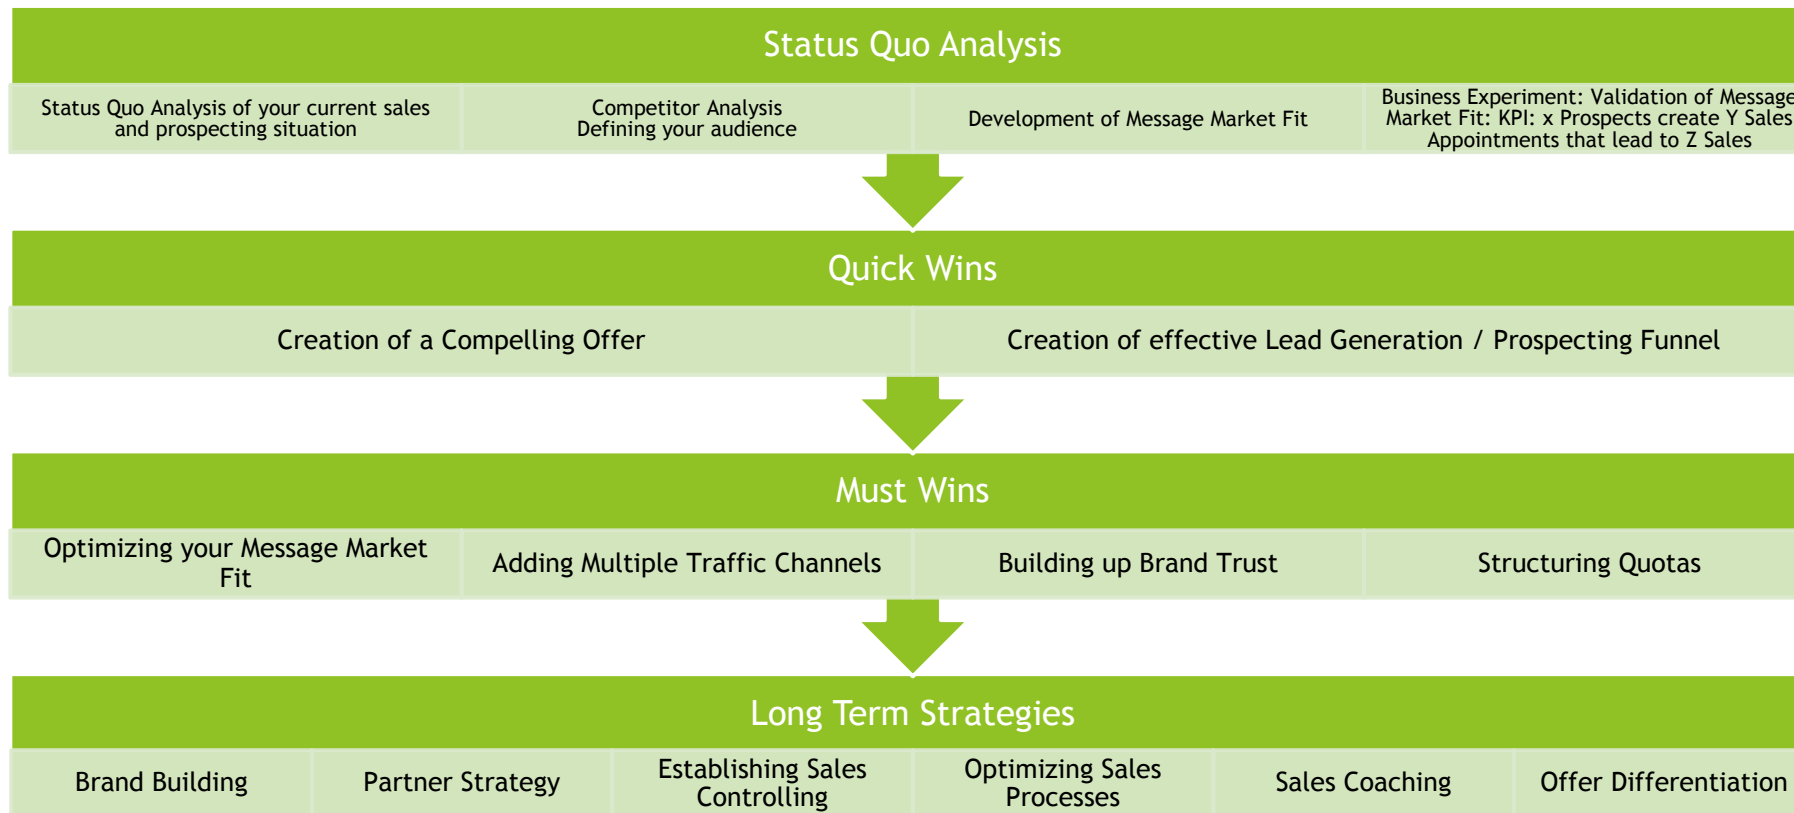 Status Quo Analysis
Status Quo Analysis of your current sales
and prospecting situation
Competitor Analysis
Defining your audience
Development of Message Market Fit
Business Experiment: Validation of Message
Market Fit: KPI: x Prospects create Y Sales
Appointments that lead to Z Sales
Quick Wins
Creation of a Compelling Offer
Creation of effective Lead Generation / Prospecting Funnel
Must Wins
Optimizing your Message Market
Fit
Adding Multiple Traffic Channels
Building up Brand Trust
Structuring Quotas
Long Term Strategies
Brand Building
Partner Strategy
Establishing Sales
Controlling
Optimizing Sales
Processes
Sales Coaching
Offer Differentiation